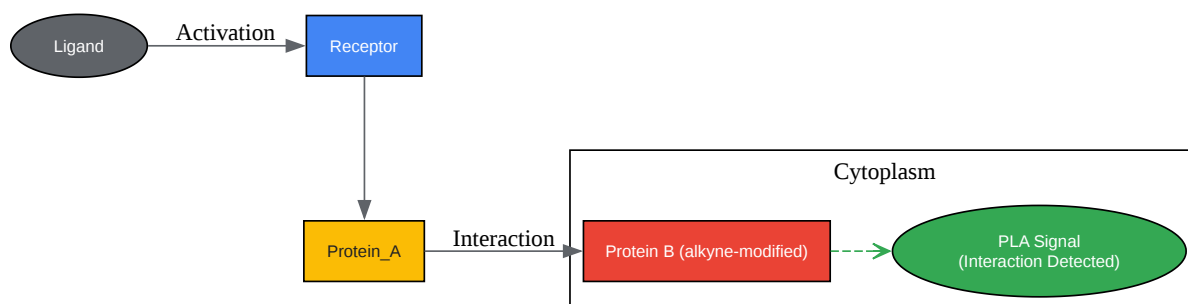 Ligand
Activation
Receptor
Cytoplasm
Protein_A
Interaction
Protein B (alkyne-modified)
PLA Signal
(Interaction Detected)